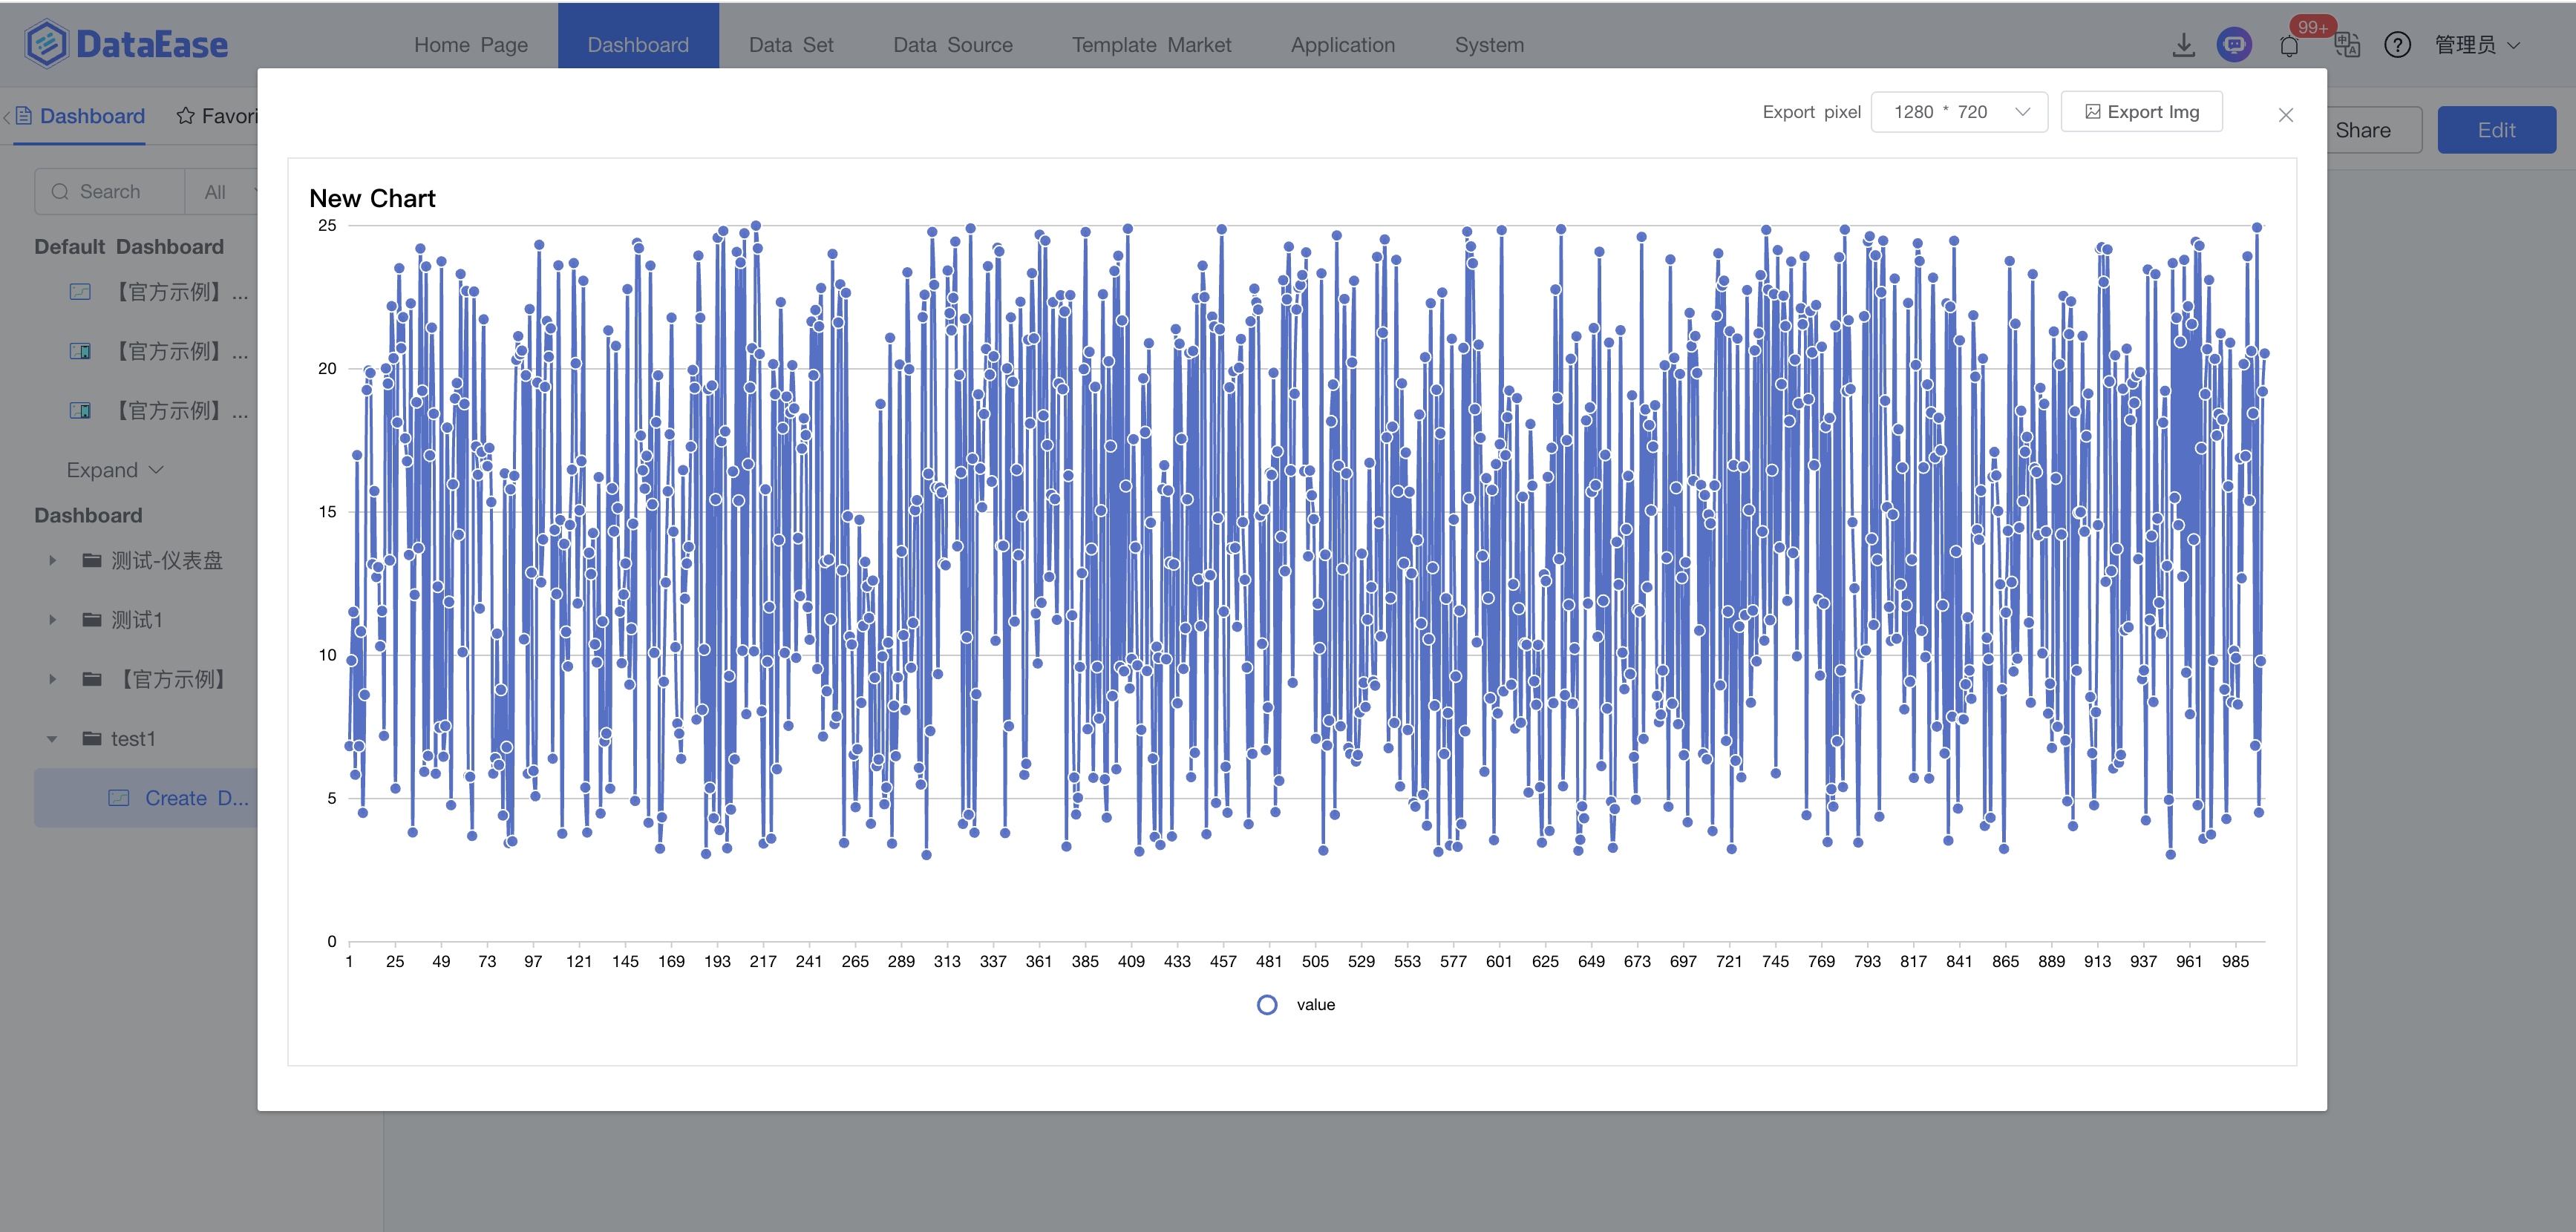 DataEase
Home Page
Dashboard
Data Set
Data Source
Template Market
Application
System
99+
管理员
Dashboard
Favori
Share
Edit
Search
All
Default Dashboard
【官方示例】...
【官方示例】...
【官方示例】...
Expand
Dashboard
测试-仪表盘
测试1
【官方示例】
test1
Create D...
Export pixel
1280 * 720
Export Img
New Chart
25
20
15
10
5
0
1 25 49 73 97 121 145 169 193 217 241 265 289 313 337 361 385 409 433 457 481 505 529 553 577 601 625 649 673 697 721 745 769 793 817 841 865 889 913 937 961 985
value